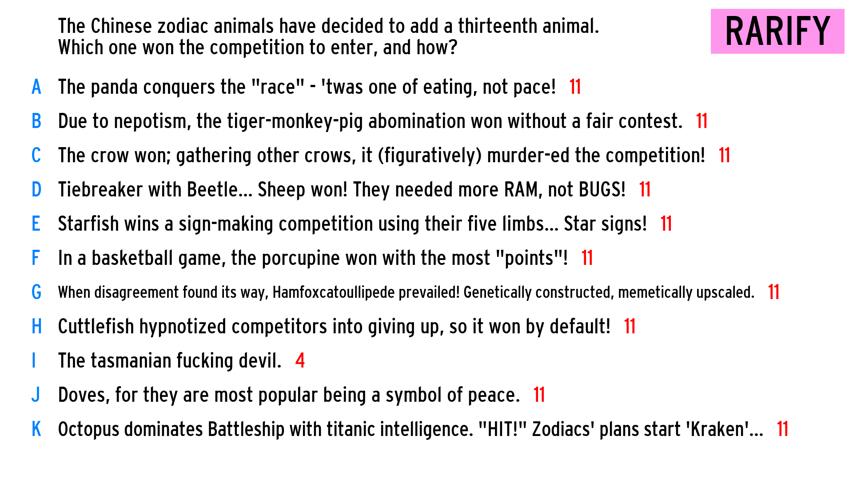 The Chinese zodiac animals have decided to add a thirteenth animal.
Which one won the competition to enter, and how?
RARIFY
A The panda conquers the "race" - 'twas one of eating, not pace! 11
B Due to nepotism, the tiger-monkey-pig abomination won without a fair contest. 11
C The crow won; gathering other crows, it (figuratively) murder-ed the competition! 11
D Tiebreaker with Beetle... Sheep won! They needed more RAM, not BUGS! 11
E Starfish wins a sign-making competition using their five limbs... Star signs! 11
F In a basketball game, the porcupine won with the most "points"! 11
G When disagreement found its way, Hamfoxcatoullipede prevailed! Genetically constructed, memetically upscaled. 11
H Cuttlefish hypnotized competitors into giving up, so it won by default! 11
I The tasmanian fucking devil. 4
J Doves, for they are most popular being a symbol of peace. 11
K Octopus dominates Battleship with titanic intelligence. "HIT!" Zodiacs' plans start 'Kraken'... 11